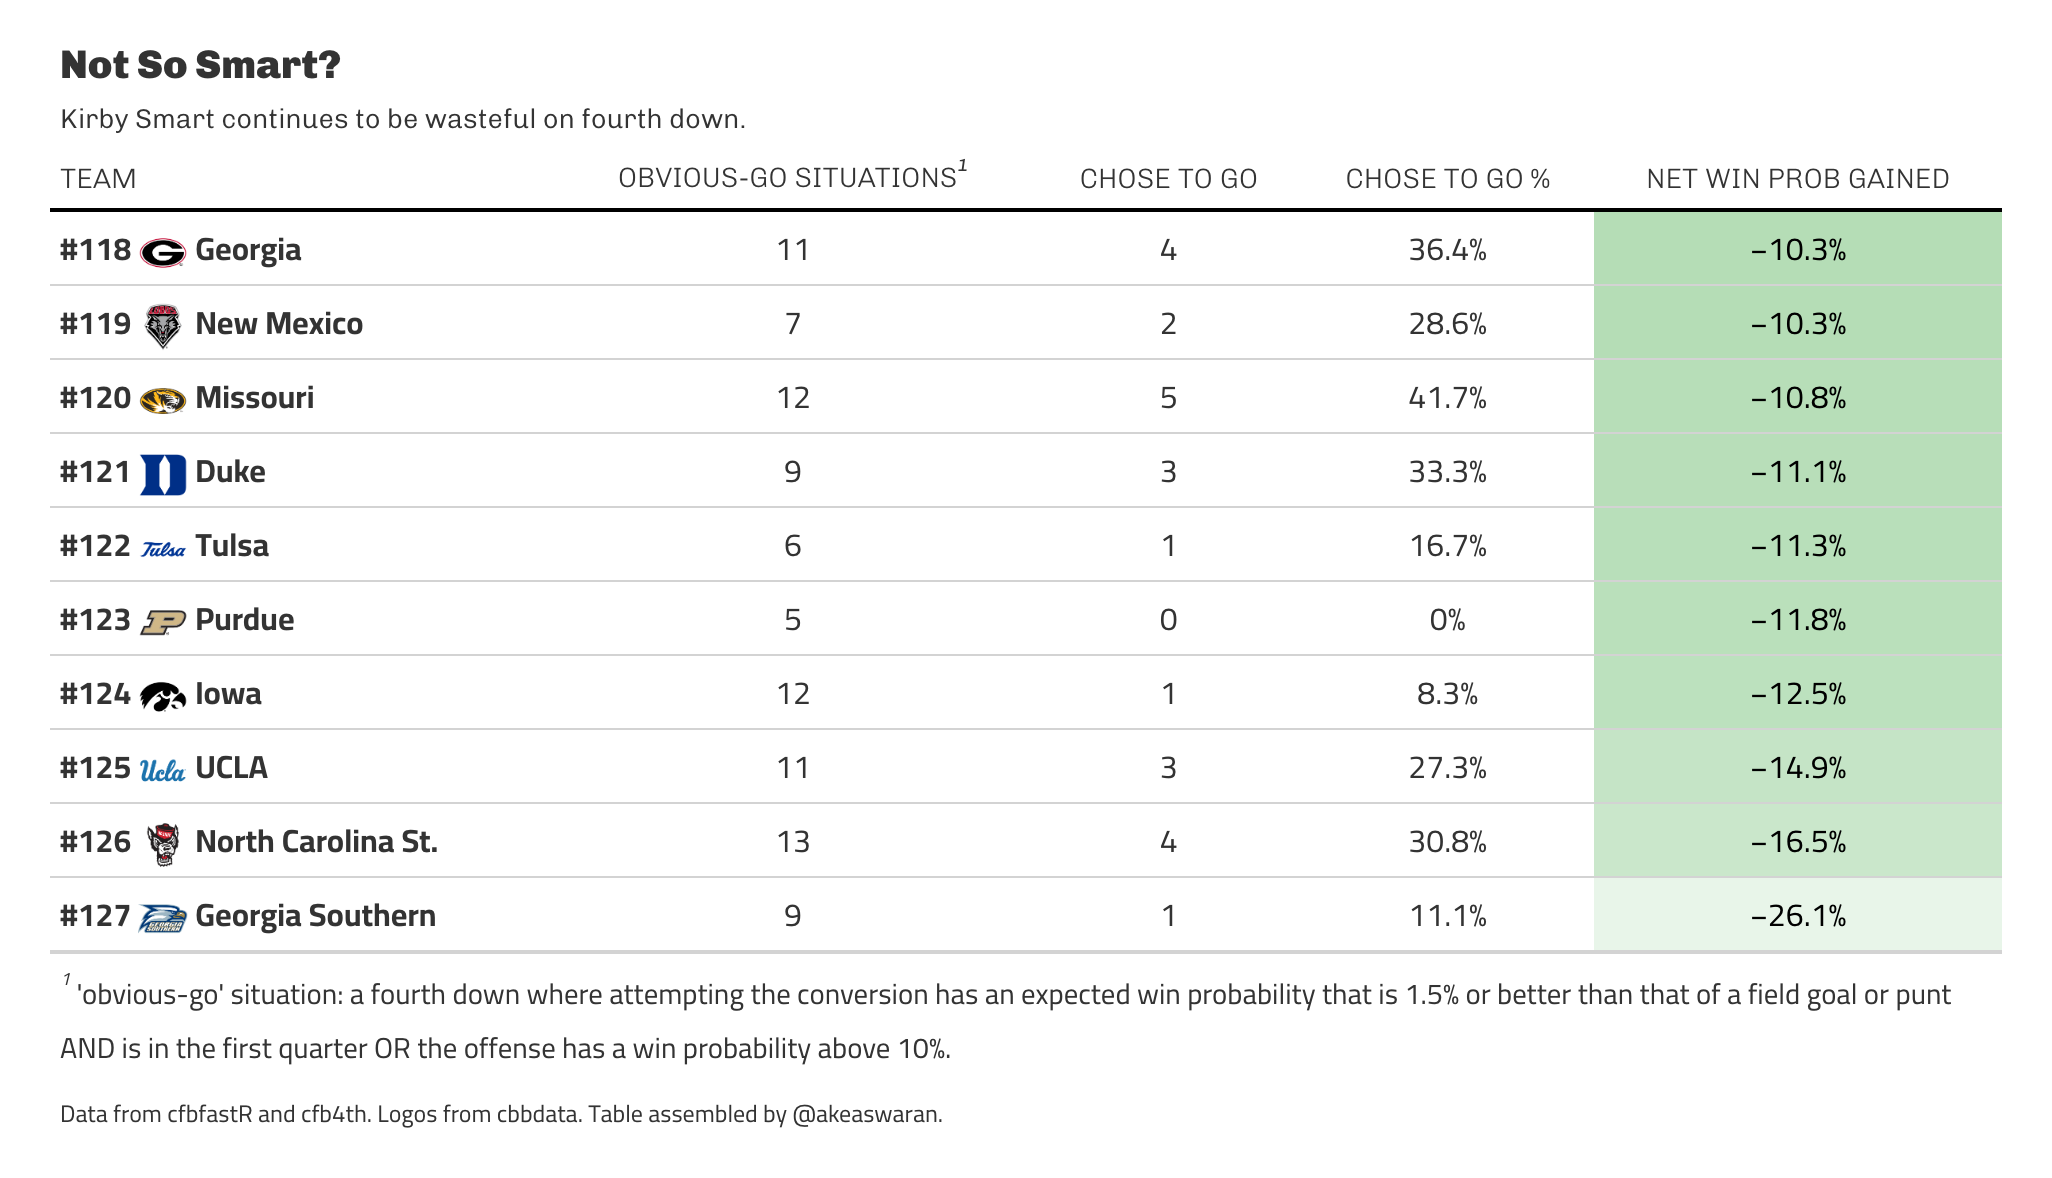 Not So Smart?
Kirby Smart continues to be wasteful on fourth down.
TEAM OBVIOUS-GO SITUATIONS1 CHOSE TO GO CHOSE TO GO % NET WIN PROB GAINED
#118 Georgia 11 4 36.4% −10.3%
#119 New Mexico 7 2 28.6% −10.3%
#120 Missouri 12 5 41.7% −10.8%
#121 Duke 9 3 33.3% −11.1%
#122 Tulsa Tulsa 6 1 16.7% −11.3%
#123 Purdue 5 0 0% −11.8%
#124 Iowa 12 1 8.3% −12.5%
#125 Ucla UCLA 11 3 27.3% −14.9%
#126 North Carolina St. 13 4 30.8% −16.5%
#127 GEORGIA SOUTHERN Georgia Southern 9 1 11.1% −26.1%
1 'obvious-go' situation: a fourth down where attempting the conversion has an expected win probability that is 1.5% or better than that of a field goal or punt
AND is in the first quarter OR the offense has a win probability above 10%.
Data from cfbfastR and cfb4th. Logos from cbbdata. Table assembled by @akeaswaran.